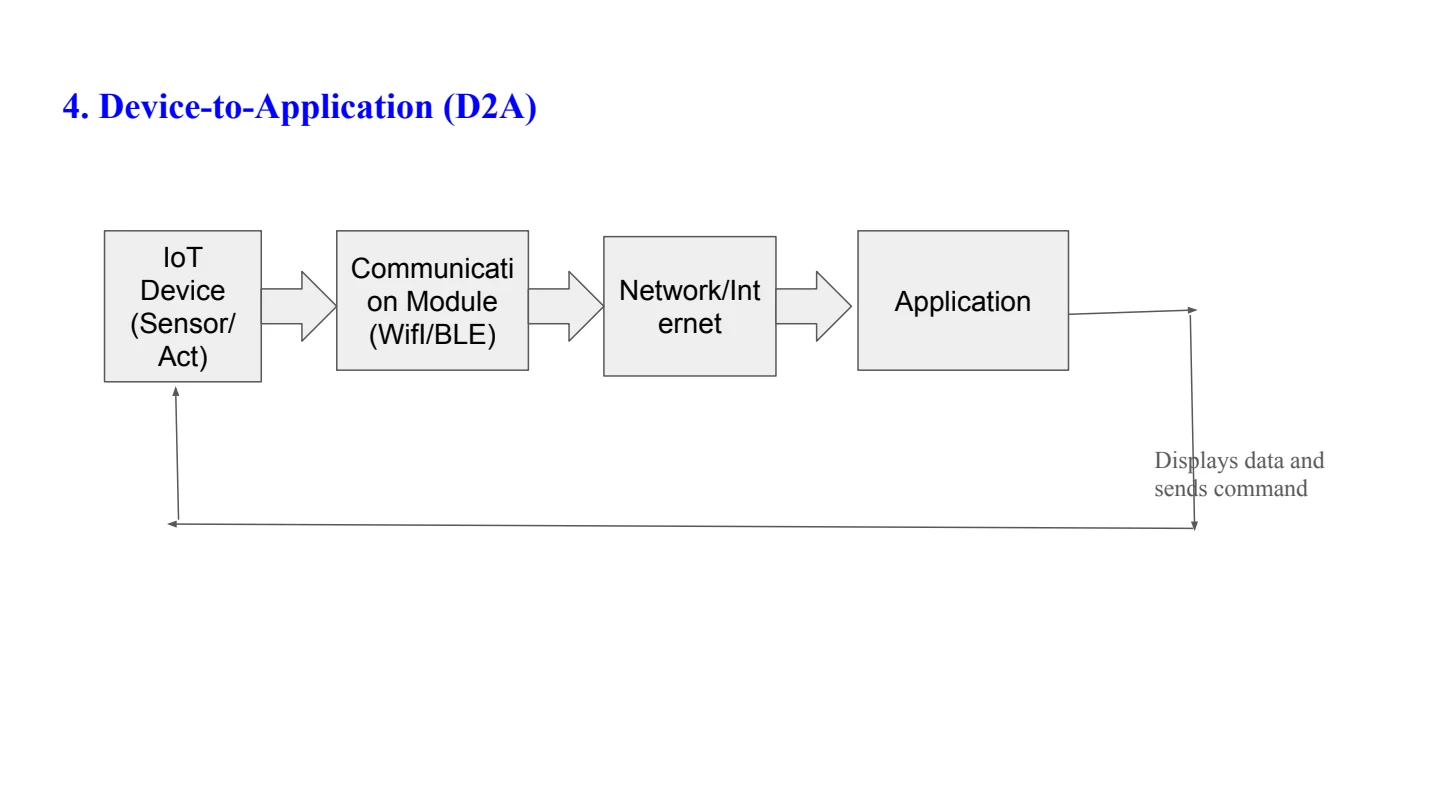 4. Device-to-Application (D2A)
IoT
Device
(Sensor/
Act)
Communicati
on Module
(WifI/BLE)
Network/Int
ernet
Application
Displays data and
sends command